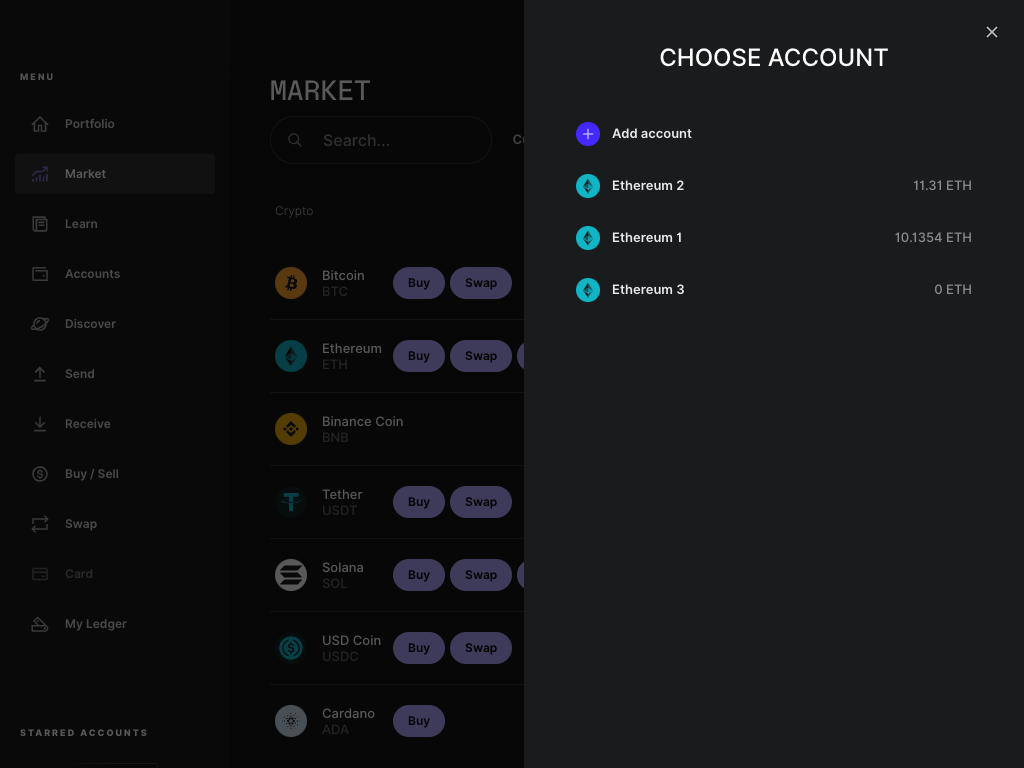 MENU
Portfolio
Market
Learn
Accounts
Discover
Send
Receive
Buy / Sell
Swap
Card
My Ledger
STARRED ACCOUNTS
MARKET
Search...
Crypto
Bitcoin
BTC
Buy
Swap
Ethereum
ETH
Buy
Swap
Binance Coin
BNB
Tether
USDT
Buy
Swap
Solana
SOL
Buy
Swap
USD Coin
USDC
Buy
Swap
Cardano
ADA
Buy
CHOOSE ACCOUNT
Add account
Ethereum 2 11.31 ETH
Ethereum 1 10.1354 ETH
Ethereum 3 0 ETH